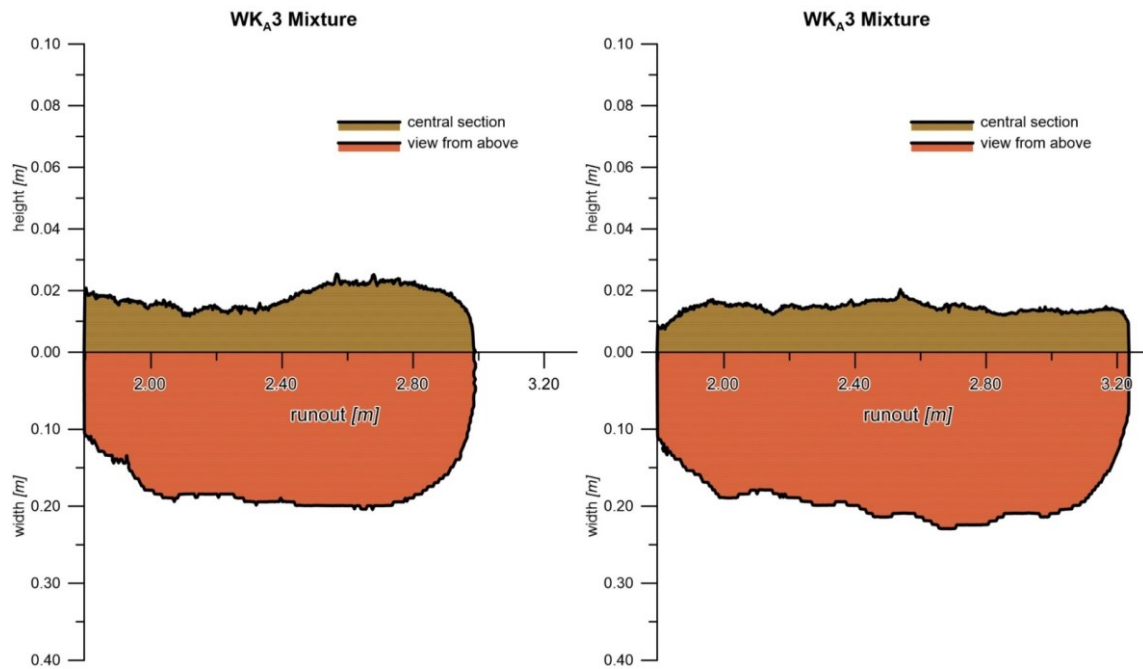 WKA3 Mixture
0.10
0.08
0.06
0.04
0.02
0.00
0.10
0.20
0.30
0.40
height [m]
width [m]
central section
view from above
2.00 2.40 2.80 3.20
runout [m]
WKA3 Mixture
0.10
0.08
0.06
0.04
0.02
0.00
0.10
0.20
0.30
0.40
height [m]
width [m]
central section
view from above
2.00 2.40 2.80 3.20
runout [m]